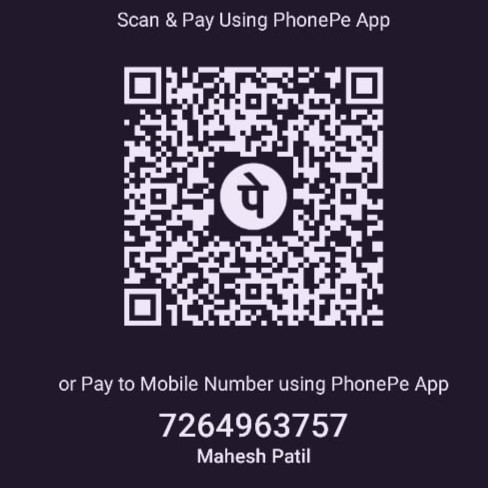 Scan & Pay Using PhonePe App
पे
or Pay to Mobile Number using PhonePe App
7264963757
Mahesh Patil